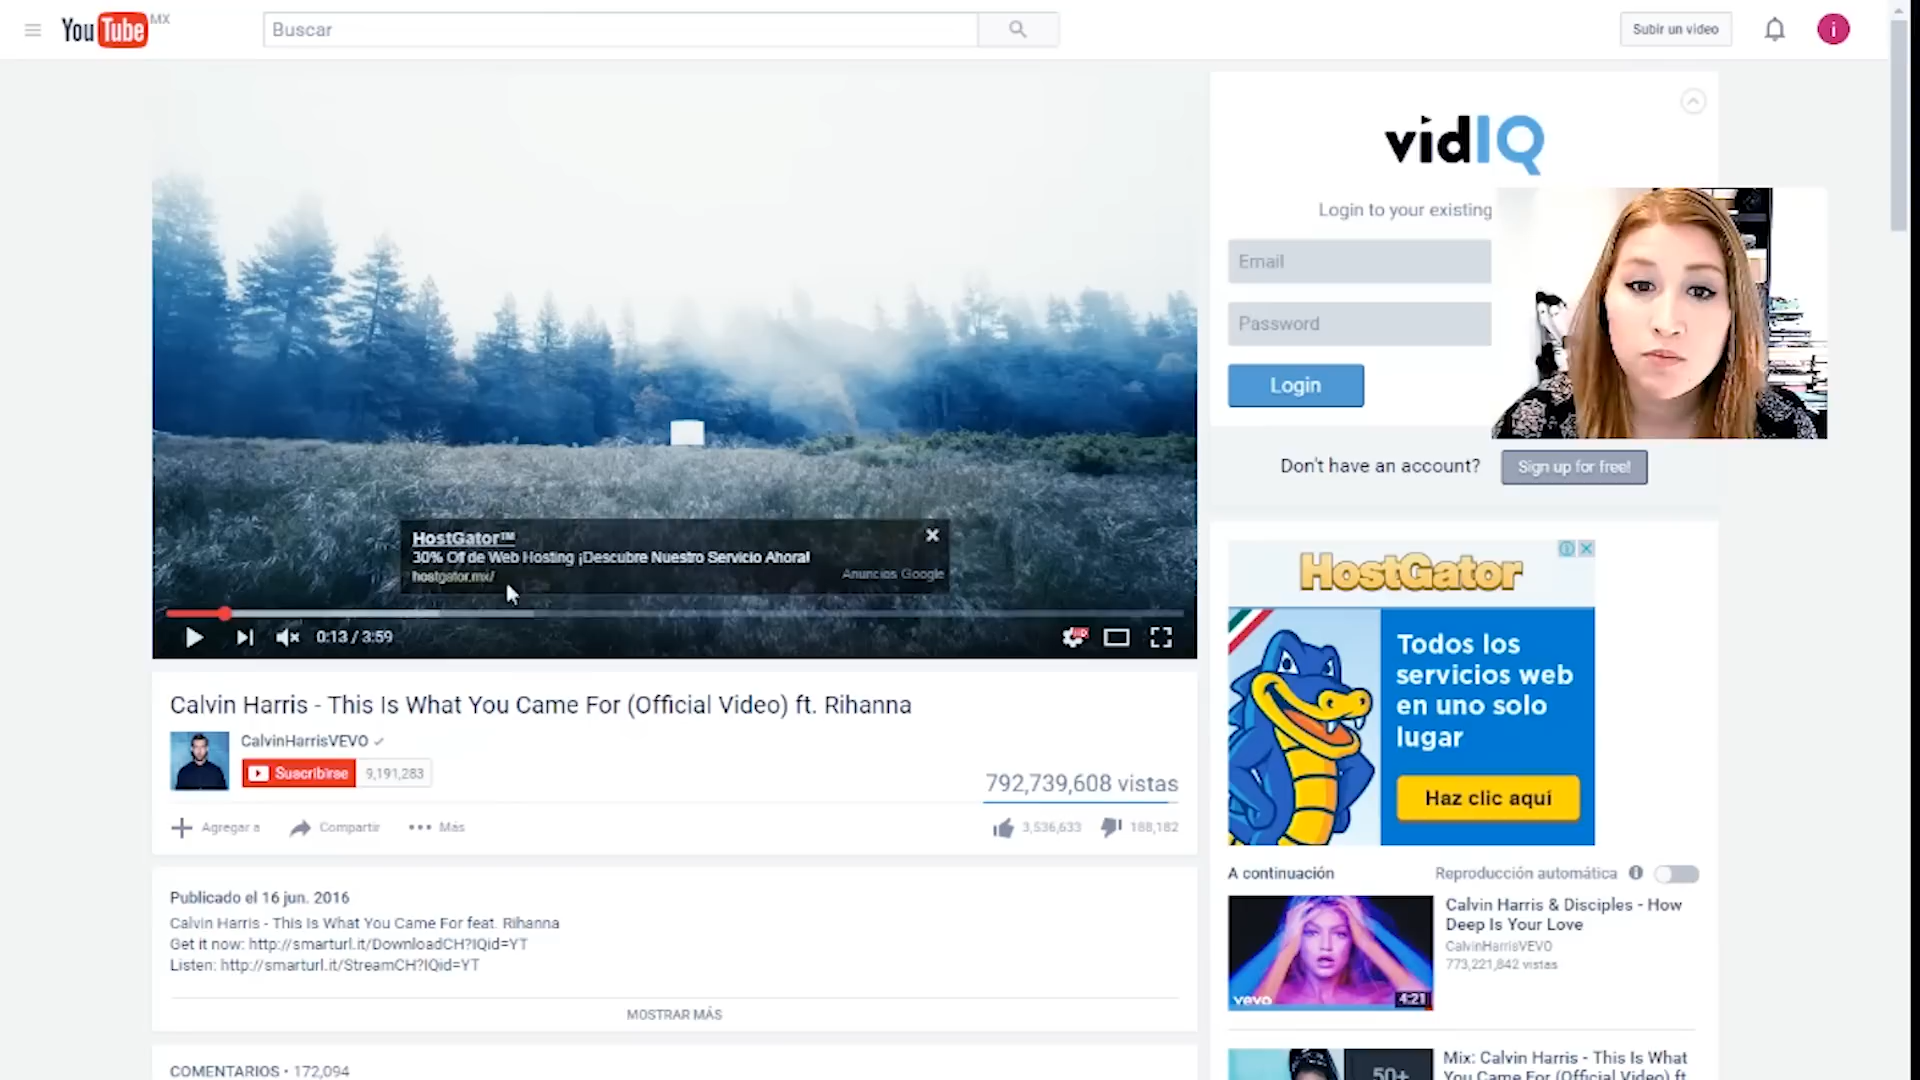 YouTube MX
Buscar
Subir un video
i
vidIQ
Login to your existing
Email
Password
Login
Don't have an account?
Sign up for free!
HostGator™
30% Off de Web Hosting ¡Descubre Nuestro Servicio Ahora!
hostgator.mx/
Anuncios Google
0:13 / 3:59
HD
Calvin Harris - This Is What You Came For (Official Video) ft. Rihanna
CalvinHarrisVEVO
Suscribirse 9,191,283
792,739,608 vistas
Agregar a
Compartir
Más
3,536,633
188,182
Publicado el 16 jun. 2016
Calvin Harris - This Is What You Came For feat. Rihanna
Get it now: http://smarturl.it/DownloadCH?IQid=YT
Listen: http://smarturl.it/StreamCH?IQid=YT
MOSTRAR MÁS
COMENTARIOS • 172,094
HostGator
Todos los
servicios web
en uno solo
lugar
Haz clic aquí
A continuación
Reproducción automática
vevo
4:21
Calvin Harris & Disciples - How
Deep Is Your Love
CalvinHarrisVEVO
773,221,842 vistas
50+
Mix: Calvin Harris - This Is What
You Came For (Official Video) ft